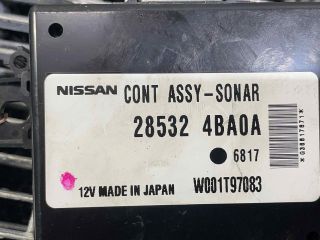 NISSAN CONT ASSY-SONAR
28532 4BA0A
6817
12V MADE IN JAPAN W001T97083